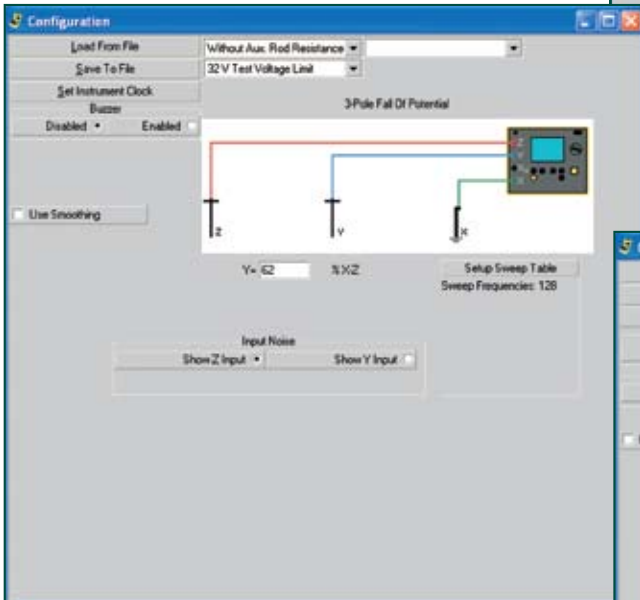 Configuration
Load From File
Without Aux. Rod Resistance
Save To File
32 V Test Voltage Limit
Set Instrument Clock
Buzzer
3-Pole Fall Of Potential
Disabled Enabled
Z
Y
X
Use Smoothing
Z Y X
Y= 62 % XZ
Setup Sweep Table
Sweep Frequencies: 128
Input Noise
Show Z Input Show Y Input